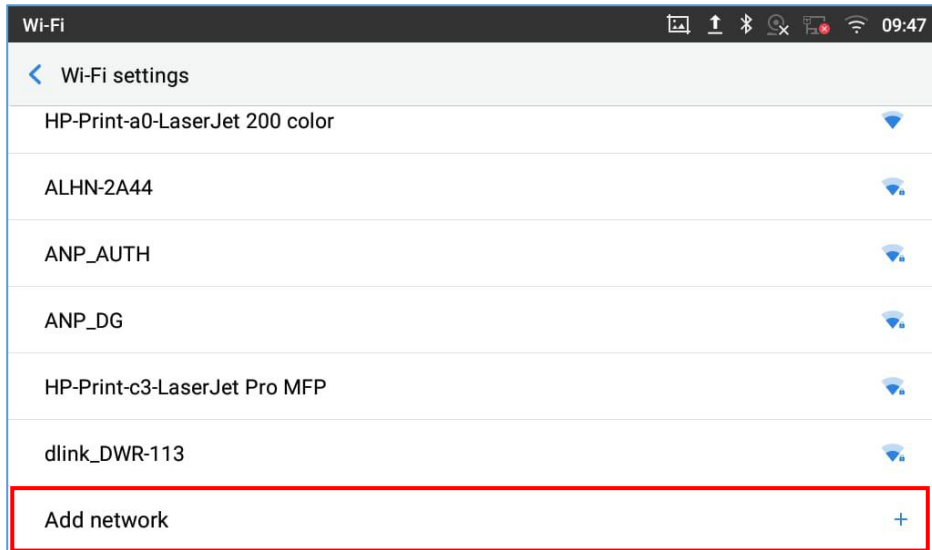 Wi-Fi 09:47
Wi-Fi settings
HP-Print-a0-LaserJet 200 color
ALHN-2A44
ANP_AUTH
ANP_DG
HP-Print-c3-LaserJet Pro MFP
dlink_DWR-113
Add network +